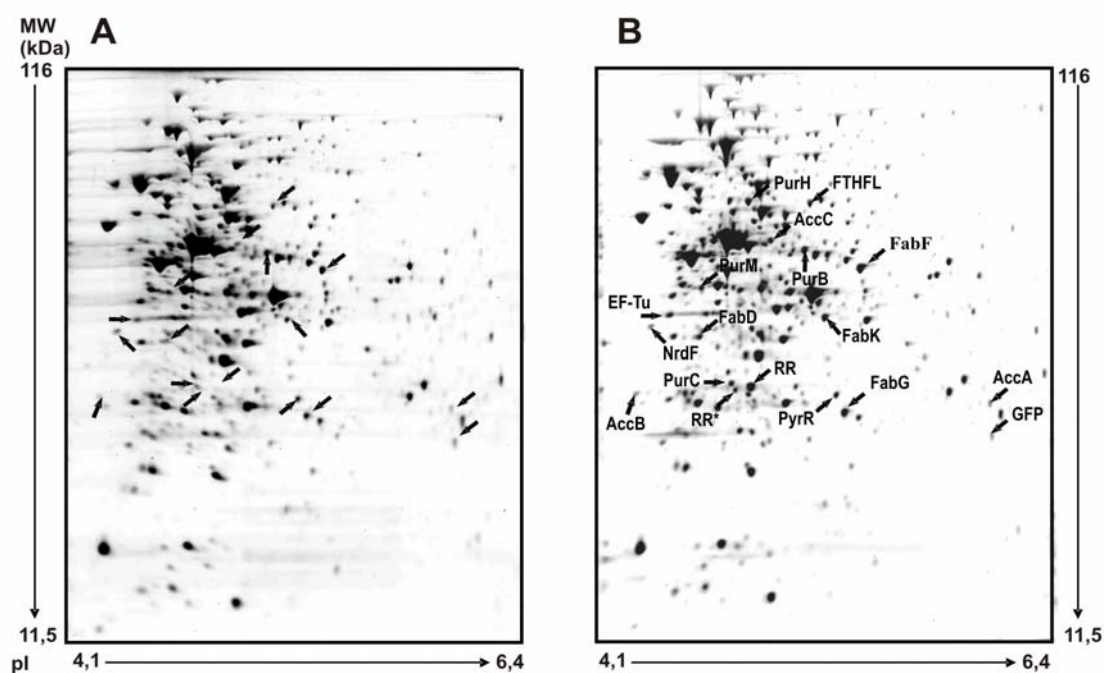 MW
(kDa)
A
116
11,5
pI
4,1
6,4
B
116
PurH
FTHFL
AccC
FabF
PurM
PurB
EF-Tu
FabD
FabK
NrdF
PurC
RR
FabG
AccA
AccB
RR*
PyrR
GFP
11,5
4,1
6,4